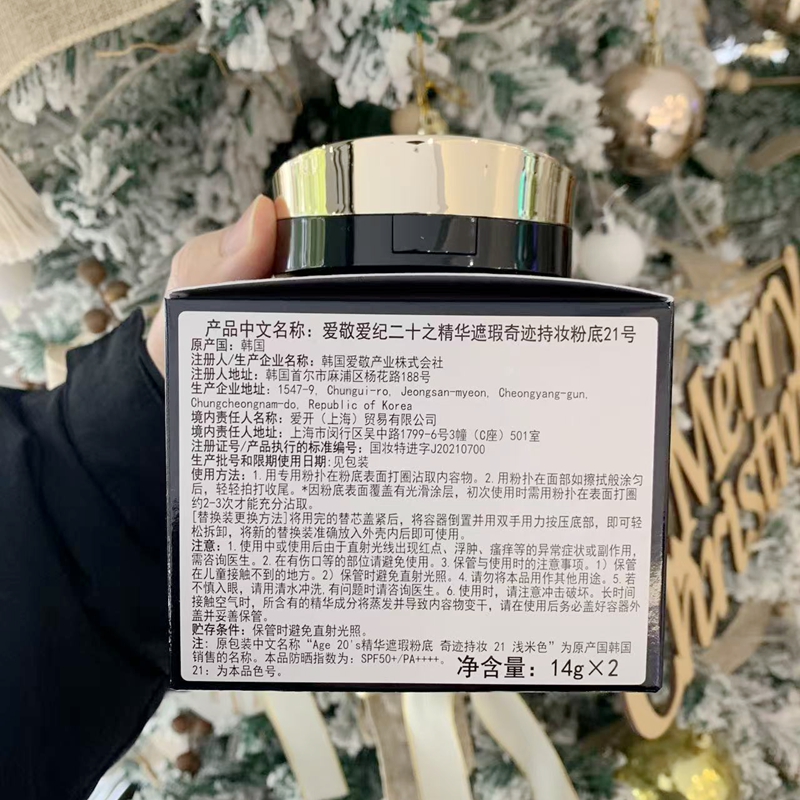 产品中文名称：爱敬爱纪二十之精华遮瑕奇迹持妆粉底21号
原产国：韩国
注册人/生产企业名称：韩国爱敬产业株式会社
注册人地址：韩国首尔市麻浦区杨花路188号
生产企业地址：1547-9, Chungui-ro, Jeongsan-myeon, Cheongyang-gun,
Chungcheongnam-do, Republic of Korea
境内责任人名称：爱开（上海）贸易有限公司
境内责任人地址：上海市闵行区吴中路1799-6号3幢（C座）501室
注册证号/产品执行的标准编号：国妆特进字J20210700
生产批号和限期使用日期:见包装
使用方法：1.用专用粉扑在粉底表面打圈沾取内容物。2.用粉扑在面部如擦拭般涂匀
后，轻轻拍打收尾。*因粉底表面覆盖有光滑涂层，初次使用时需用粉扑在表面打圈
约2-3次才能充分沾取。
[替换装更换方法]将用完的替芯盖紧后，将容器倒置并用双手用力按压底部，即可轻
松拆卸，将新的替换装准确放入外壳内后即可使用。
注意：1.使用中或使用后由于直射光线出现红点、浮肿、瘙痒等的异常症状或副作用，
需咨询医生。2.在有伤口等的部位请避免使用。3.保管与使用时的注意事项。1）保管
在儿童接触不到的地方。2）保管时避免直射光照。4.请勿将本品用作其他用途。5.若
不慎入眼，请用清水冲洗,有问题时请咨询医生。6.使用时，请注意冲击破坏。长时间
接触空气时，所含有的精华成分将蒸发并导致内容物变干，请在使用后务必盖好容器外
盖并妥善保管。
贮存条件：保管时避免直射光照。
注：原包装中文名称“Age 20's精华遮瑕粉底 奇迹持妆 21 浅米色”为原产国韩国
销售的名称。本品防晒指数为：SPF50+/PA++++。
21：为本品色号。
净含量：14g×2
Merry
Christmas